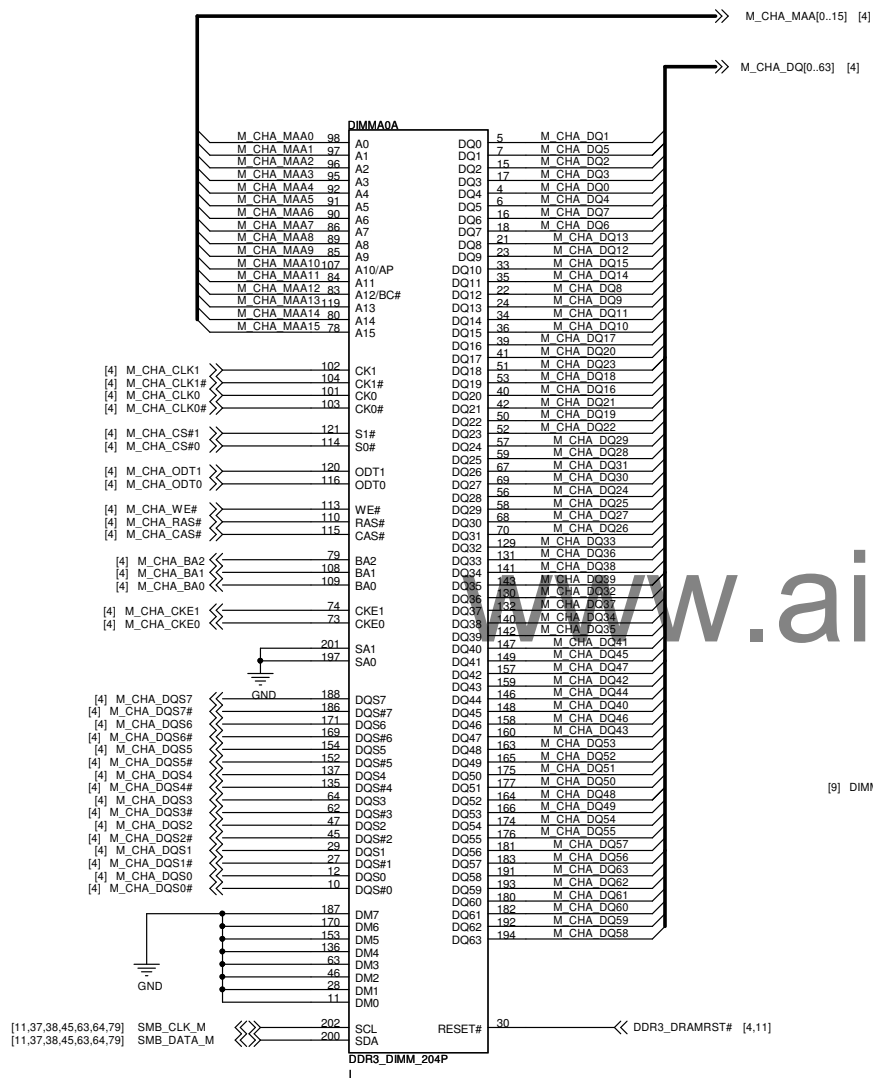 M_CHA_MAA[0..15] [4]
M_CHA_DQ[0..63] [4]
DIMMA0A
M_CHA_MAA0 98 A0
M_CHA_MAA1 97 A1
M_CHA_MAA2 96 A2
M_CHA_MAA3 95 A3
M_CHA_MAA4 92 A4
M_CHA_MAA5 91 A5
M_CHA_MAA6 90 A6
M_CHA_MAA7 86 A7
M_CHA_MAA8 89 A8
M_CHA_MAA9 85 A9
M_CHA_MAA10 107 A10/AP
M_CHA_MAA11 84 A11
M_CHA_MAA12 83 A12/BC#
M_CHA_MAA13 119 A13
M_CHA_MAA14 80 A14
M_CHA_MAA15 78 A15
[4] M_CHA_CLK1 102 CK1
[4] M_CHA_CLK1# 104 CK1#
[4] M_CHA_CLK0 101 CK0
[4] M_CHA_CLK0# 103 CK0#
[4] M_CHA_CS#1 121 S1#
[4] M_CHA_CS#0 114 S0#
[4] M_CHA_ODT1 120 ODT1
[4] M_CHA_ODT0 116 ODT0
[4] M_CHA_WE# 113 WE#
[4] M_CHA_RAS# 110 RAS#
[4] M_CHA_CAS# 115 CAS#
[4] M_CHA_BA2 79 BA2
[4] M_CHA_BA1 108 BA1
[4] M_CHA_BA0 109 BA0
[4] M_CHA_CKE1 74 CKE1
[4] M_CHA_CKE0 73 CKE0
201 SA1
197 SA0
GND
[4] M_CHA_DQS7 188 DQS7
[4] M_CHA_DQS7# 186 DQS#7
[4] M_CHA_DQS6 171 DQS6
[4] M_CHA_DQS6# 169 DQS#6
[4] M_CHA_DQS5 154 DQS5
[4] M_CHA_DQS5# 152 DQS#5
[4] M_CHA_DQS4 137 DQS4
[4] M_CHA_DQS4# 135 DQS#4
[4] M_CHA_DQS3 64 DQS3
[4] M_CHA_DQS3# 62 DQS#3
[4] M_CHA_DQS2 47 DQS2
[4] M_CHA_DQS2# 45 DQS#2
[4] M_CHA_DQS1 29 DQS1
[4] M_CHA_DQS1# 27 DQS#1
[4] M_CHA_DQS0 12 DQS0
[4] M_CHA_DQS0# 10 DQS#0
187 DM7
170 DM6
153 DM5
136 DM4
63 DM3
46 DM2
28 DM1
11 DM0
GND
[11,37,38,45,63,64,79] SMB_CLK_M 202 SCL
[11,37,38,45,63,64,79] SMB_DATA_M 200 SDA
DQ0 5 M_CHA_DQ1
DQ1 7 M_CHA_DQ5
DQ2 15 M_CHA_DQ2
DQ3 17 M_CHA_DQ3
DQ4 4 M_CHA_DQ0
DQ5 6 M_CHA_DQ4
DQ6 16 M_CHA_DQ7
DQ7 18 M_CHA_DQ6
DQ8 21 M_CHA_DQ13
DQ9 23 M_CHA_DQ12
DQ10 33 M_CHA_DQ15
DQ11 35 M_CHA_DQ14
DQ12 22 M_CHA_DQ8
DQ13 24 M_CHA_DQ9
DQ14 34 M_CHA_DQ11
DQ15 36 M_CHA_DQ10
DQ16 39 M_CHA_DQ17
DQ17 41 M_CHA_DQ20
DQ18 51 M_CHA_DQ23
DQ19 53 M_CHA_DQ18
DQ20 40 M_CHA_DQ16
DQ21 42 M_CHA_DQ21
DQ22 50 M_CHA_DQ19
DQ23 52 M_CHA_DQ22
DQ24 57 M_CHA_DQ29
DQ25 59 M_CHA_DQ28
DQ26 67 M_CHA_DQ31
DQ27 69 M_CHA_DQ30
DQ28 56 M_CHA_DQ24
DQ29 58 M_CHA_DQ25
DQ30 68 M_CHA_DQ27
DQ31 70 M_CHA_DQ26
DQ32 129 M_CHA_DQ33
DQ33 131 M_CHA_DQ36
DQ34 141 M_CHA_DQ38
DQ35 143 M_CHA_DQ39
DQ36 130 M_CHA_DQ32
DQ37 132 M_CHA_DQ37
DQ38 140 M_CHA_DQ34
DQ39 142 M_CHA_DQ35
DQ40 147 M_CHA_DQ41
DQ41 149 M_CHA_DQ45
DQ42 157 M_CHA_DQ47
DQ43 159 M_CHA_DQ42
DQ44 146 M_CHA_DQ44
DQ45 148 M_CHA_DQ40
DQ46 158 M_CHA_DQ46
DQ47 160 M_CHA_DQ43
DQ48 163 M_CHA_DQ53
DQ49 165 M_CHA_DQ52
DQ50 175 M_CHA_DQ51
DQ51 177 M_CHA_DQ50
DQ52 164 M_CHA_DQ48
DQ53 166 M_CHA_DQ49
DQ54 174 M_CHA_DQ54
DQ55 176 M_CHA_DQ55
DQ56 181 M_CHA_DQ57
DQ57 183 M_CHA_DQ56
DQ58 191 M_CHA_DQ63
DQ59 193 M_CHA_DQ62
DQ60 180 M_CHA_DQ61
DQ61 182 M_CHA_DQ60
DQ62 192 M_CHA_DQ59
DQ63 194 M_CHA_DQ58
RESET# 30 DDR3_DRAMRST# [4,11]
DDR3_DIMM_204P
www.ai
[9] DIMM